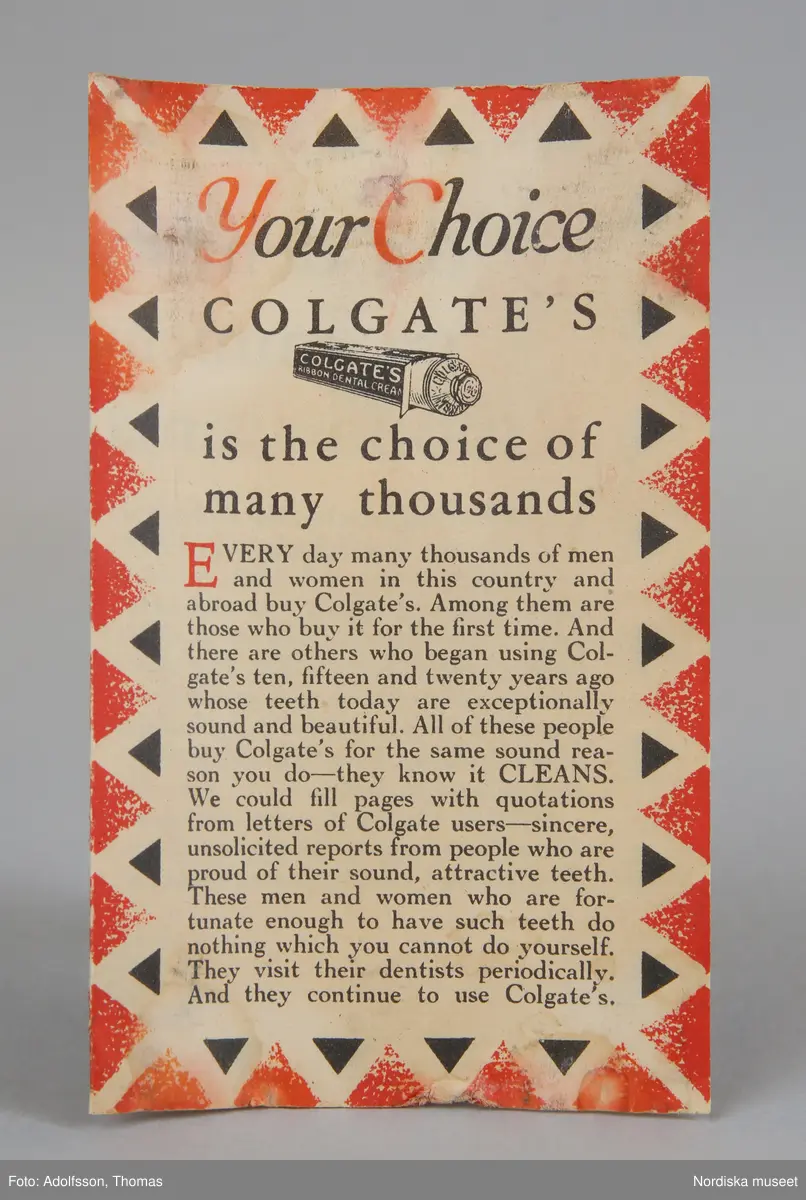 Your Choice
COLGATE'S
COLGATE'S
RIBBON DENTAL CREAM
COLGATE'S
is the choice of
many thousands
EVERY day many thousands of men
and women in this country and
abroad buy Colgate's. Among them are
those who buy it for the first time. And
there are others who began using Col-
gate's ten, fifteen and twenty years ago
whose teeth today are exceptionally
sound and beautiful. All of these people
buy Colgate's for the same sound rea-
son you do—they know it CLEANS.
We could fill pages with quotations
from letters of Colgate users—sincere,
unsolicited reports from people who are
proud of their sound, attractive teeth.
These men and women who are for-
tunate enough to have such teeth do
nothing which you cannot do yourself.
They visit their dentists periodically.
And they continue to use Colgate's.
Foto: Adolfsson, Thomas
Nordiska museet